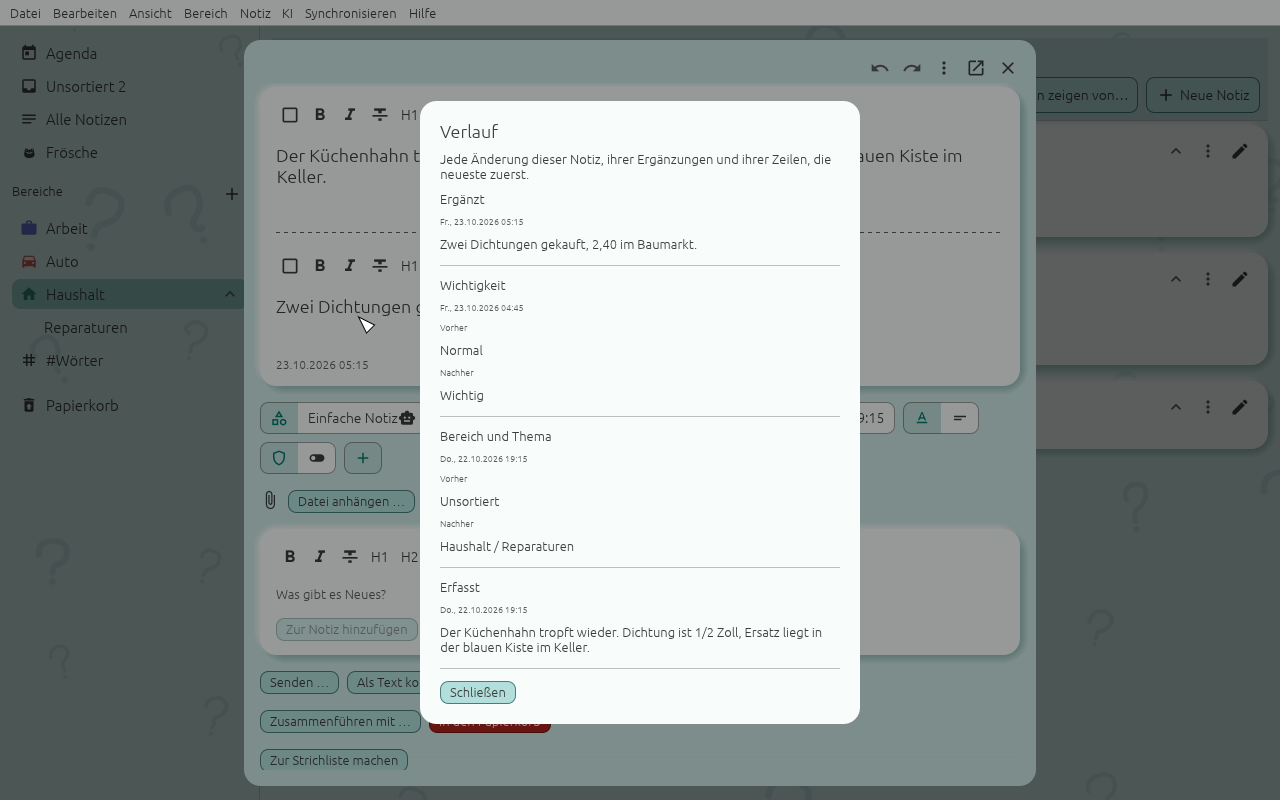 Datei Bearbeiten Ansicht Bereich Notiz KI Synchronisieren Hilfe
Agenda
Unsortiert 2
Alle Notizen
Frösche
Bereiche
Arbeit
Auto
Haushalt
Reparaturen
#Wörter
Papierkorb
zeigen von…
Neue Notiz
B I H1
Der Küchenhahn
Kiste im
Keller.
B I H1
Zwei Dichtungen
23.10.2026 05:15
Einfache Notiz
A
Datei anhängen …
B I H1 H2
Was gibt es Neues?
Zur Notiz hinzufügen
Senden …
Als Text
Zusammenführen mit …
Zur Strichliste machen
Verlauf
Jede Änderung dieser Notiz, ihrer Ergänzungen und ihrer Zeilen, die
neueste zuerst.
Ergänzt
Fr., 23.10.2026 05:15
Zwei Dichtungen gekauft, 2,40 im Baumarkt.
Wichtigkeit
Fr., 23.10.2026 04:45
Vorher
Normal
Nachher
Wichtig
Bereich und Thema
Do., 22.10.2026 19:15
Vorher
Unsortiert
Nachher
Haushalt / Reparaturen
Erfasst
Do., 22.10.2026 19:15
Der Küchenhahn tropft wieder. Dichtung ist 1/2 Zoll, Ersatz liegt in
der blauen Kiste im Keller.
Schließen